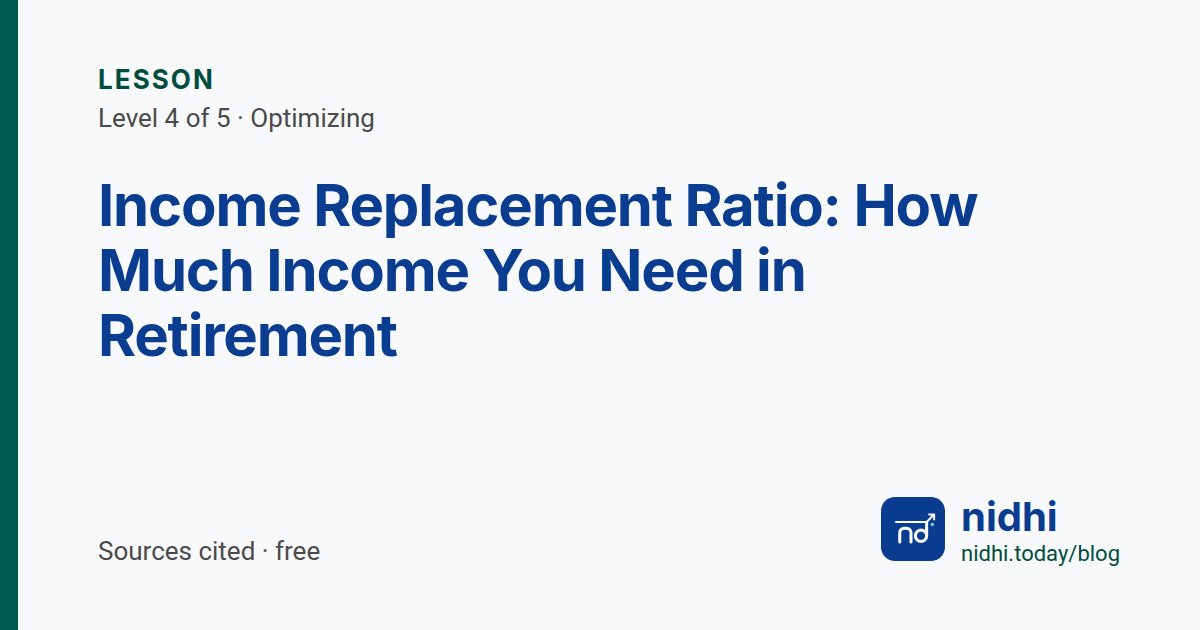 LESSON
Level 4 of 5 · Optimizing
Income Replacement Ratio: How
Much Income You Need in
Retirement
Sources cited · free
nd
nidhi
nidhi.today/blog